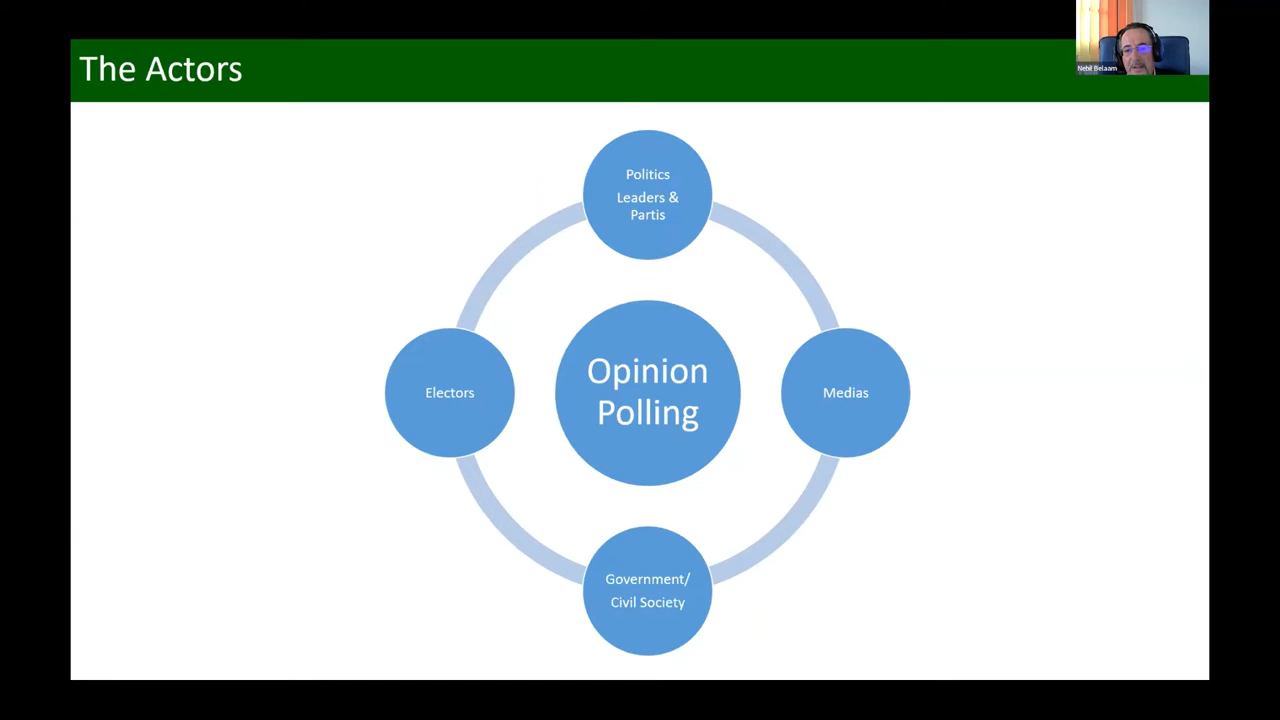 The Actors
Nebil Belaam
Politics
Leaders &
Partis
Electors
Opinion
Polling
Medias
Government/
Civil Society